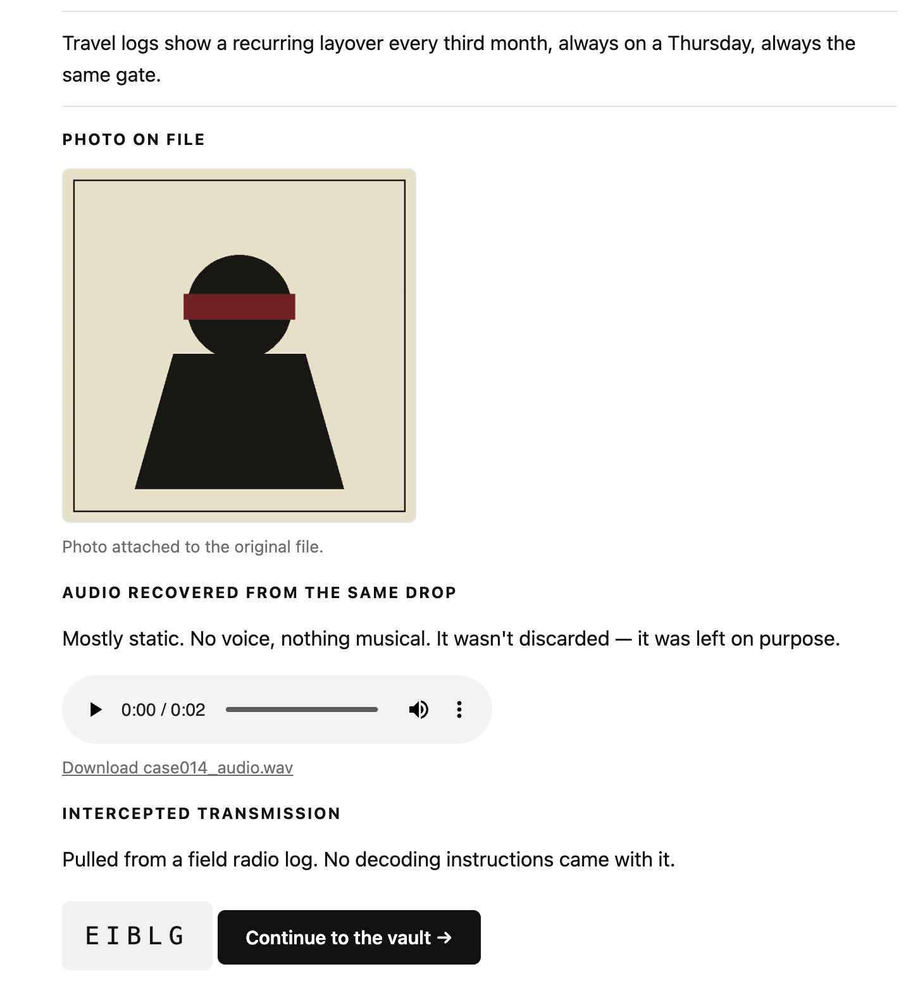 Travel logs show a recurring layover every third month, always on a Thursday, always the
same gate.
PHOTO ON FILE
Photo attached to the original file.
AUDIO RECOVERED FROM THE SAME DROP
Mostly static. No voice, nothing musical. It wasn't discarded — it was left on purpose.
0:00 / 0:02
Download case014_audio.wav
INTERCEPTED TRANSMISSION
Pulled from a field radio log. No decoding instructions came with it.
EIBLG
Continue to the vault →